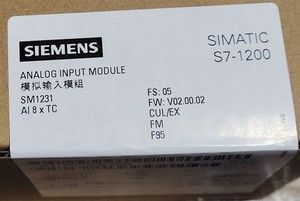 SIEMENS
SIMATIC
S7-1200
ANALOG INPUT MODULE
模拟输入模组
SM1231
AI 8 x TC
FS: 05
FW: V02.00.02
CUL/EX
FM
F95